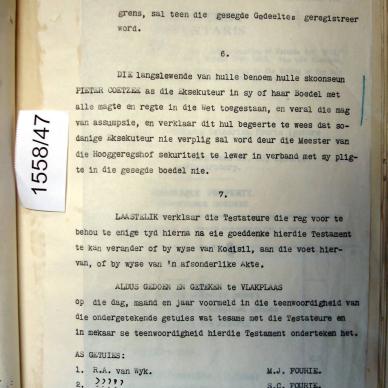 grens, sal teen die gesegde Gedeeltes geregistreer
word.
6.
DIE langslewende van hulle benoem hulle skoonseun
PIETER COETZEE as die Eksekuteur in sy of haar Boedel met
alle magte en regte in die Wet toegestaan, en veral die mag
van assumpsie, en verklaar dit hul begeerte te wees dat so-
danige Eksekuteur nie verplig sal word deur die Meester van
die Hooggeregshof sekuriteit te lewer in verband met sy plig-
te in die gesegde boedel nie.
1558/47
7.
LAASTELIK verklaar die Testateure die reg voor te
behou te enige tyd hierna na eie goeddenke hierdie Testament
te kan verander of by wyse van Kodisil, aan die voet hier-
van, of by wyse van 'n afsonderlike Akte.
ALDUS GEDOEN EN GETEKEN te VLAKPLAAS
op die dag, maand en jaar voormeld in die teenwoordigheid van
die ondergetekende getuies wat tesame met die Testateure en
in mekaar se teenwoordigheid hierdie Testament onderteken het.
AS GETUIES:
1. R.A. van Wyk. M.J. FOURIE.
2. ????? S.C. FOURIE.